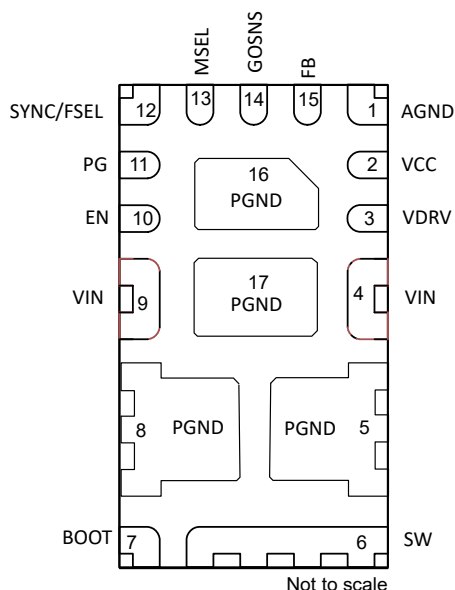 MSEL
GOSNS
FB
SYNC/FSEL 12 13 14 15 1 AGND
PG 11 2 VCC
16
PGND
EN 10 3 VDRV
17
PGND
VIN 9 4 VIN
8 PGND PGND 5
BOOT 7 6 SW
Not to scale